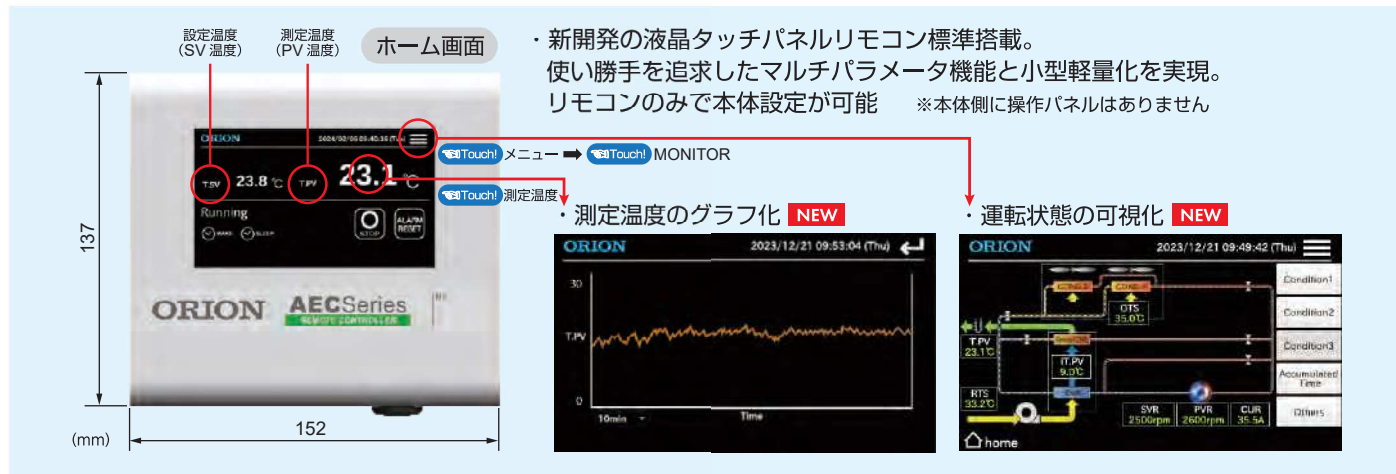 設定温度
（SV 温度）
測定温度
（PV 温度）
ホーム画面
・新開発の液晶タッチパネルリモコン標準搭載。
使い勝手を追求したマルチパラメータ機能と小型軽量化を実現。
リモコンのみで本体設定が可能 ※本体側に操作パネルはありません
ORION
T.SV 23.8 ℃ T.PV 23.1 ℃
Running
STOP
ALARM
RESET
ORION AECSeries
REMOTE CONTROLLER
137
(mm)
152
Touch! メニュー ➡ Touch! MONITOR
Touch! 測定温度
・測定温度のグラフ化 NEW
ORION 2023/12/21 09:53:04 (Thu)
30
T.PV
0
10min
Time
・運転状態の可視化 NEW
ORION 2023/12/21 09:49:42 (Thu)
Condition1
Condition2
Condition3
Accumulated
Time
Others
OTS
35.0℃
T.PV
23.1℃
IT.PV
9.0℃
RTS
33.2℃
SVR
2500rpm
PVR
2600rpm
CUR
35.5A
home